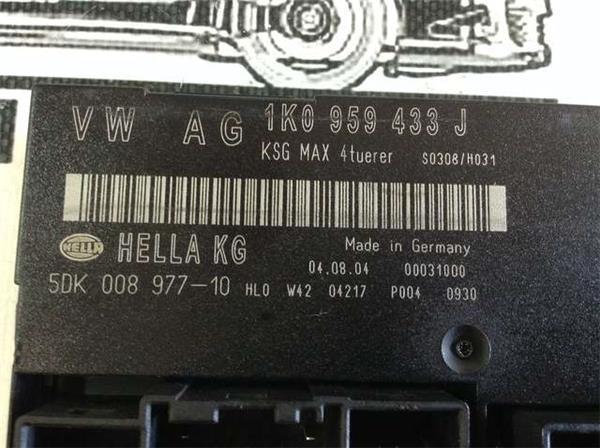 VW AG 1K0 959 433 J
KSG MAX 4tuerer S0308/H031
HELLA HELLA KG Made in Germany
04.08.04 00031000
5DK 008 977-10 HL0 W42 04217 P004 0930